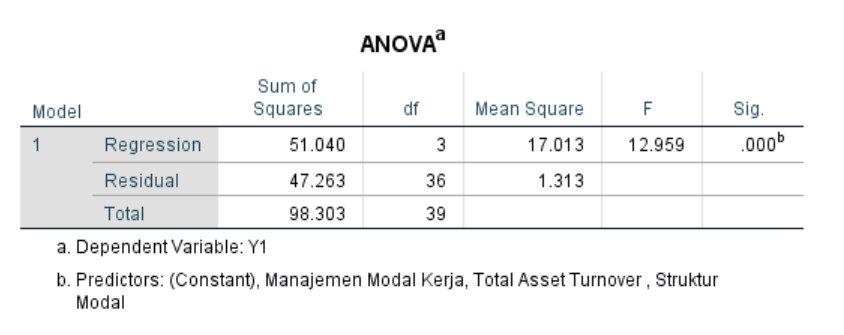 ANOVAa
Sum of
Model Squares df Mean Square F Sig.
1 Regression 51.040 3 17.013 12.959 .000b
Residual 47.263 36 1.313
Total 98.303 39
a. Dependent Variable: Y1
b. Predictors: (Constant), Manajemen Modal Kerja, Total Asset Turnover , Struktur
Modal